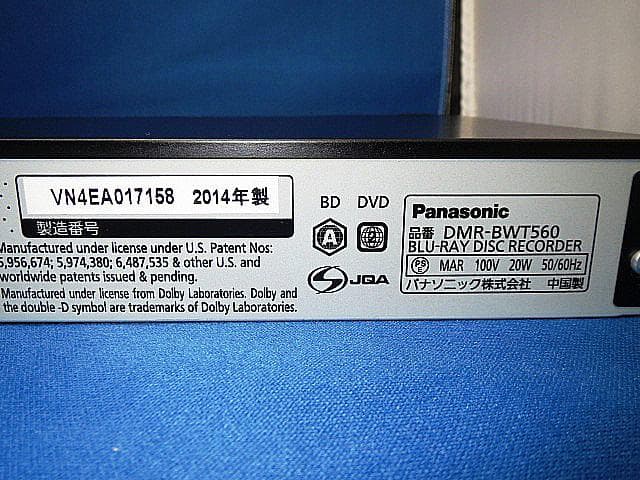 VN4EA017158 2014年製
製造番号
Manufactured under license under U.S. Patent Nos:
5,956,674; 5,974,380; 6,487,535 & other U.S. and
worldwide patents issued & pending.
Manufactured under license from Dolby Laboratories. Dolby and
the double -D symbol are trademarks of Dolby Laboratories.
BD DVD
A 2
JQA
Panasonic
品番 DMR-BWT560
BLU-RAY DISC RECORDER
PSE MAR 100V 20W 50/60Hz
パナソニック株式会社 中国製